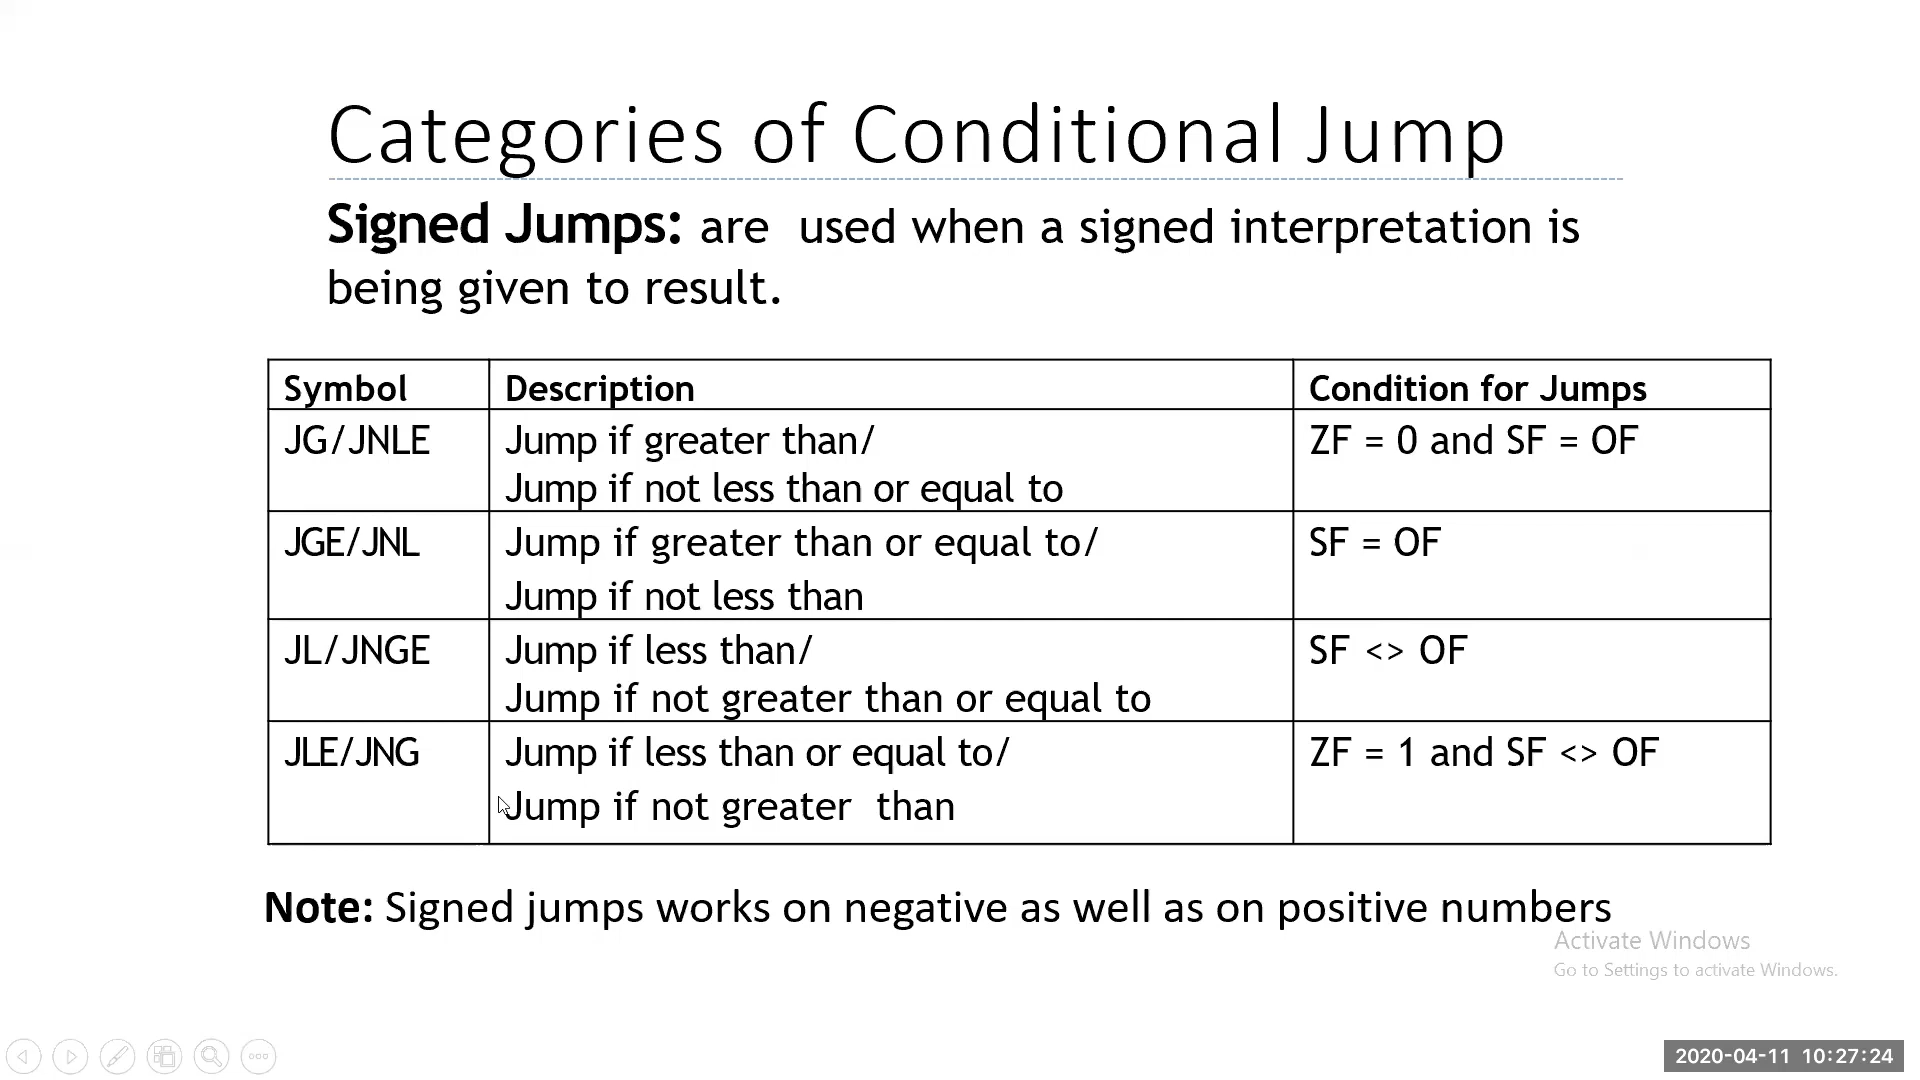 Categories of Conditional Jump
Signed Jumps: are used when a signed interpretation is
being given to result.
Symbol Description Condition for Jumps
JG/JNLE Jump if greater than/ ZF = 0 and SF = OF
Jump if not less than or equal to
JGE/JNL Jump if greater than or equal to/ SF = OF
Jump if not less than
JL/JNGE Jump if less than/ SF <> OF
Jump if not greater than or equal to
JLE/JNG Jump if less than or equal to/ ZF = 1 and SF <> OF
Jump if not greater than
Note: Signed jumps works on negative as well as on positive numbers
Activate Windows
Go to Settings to activate Windows.
2020-04-11 10:27:24